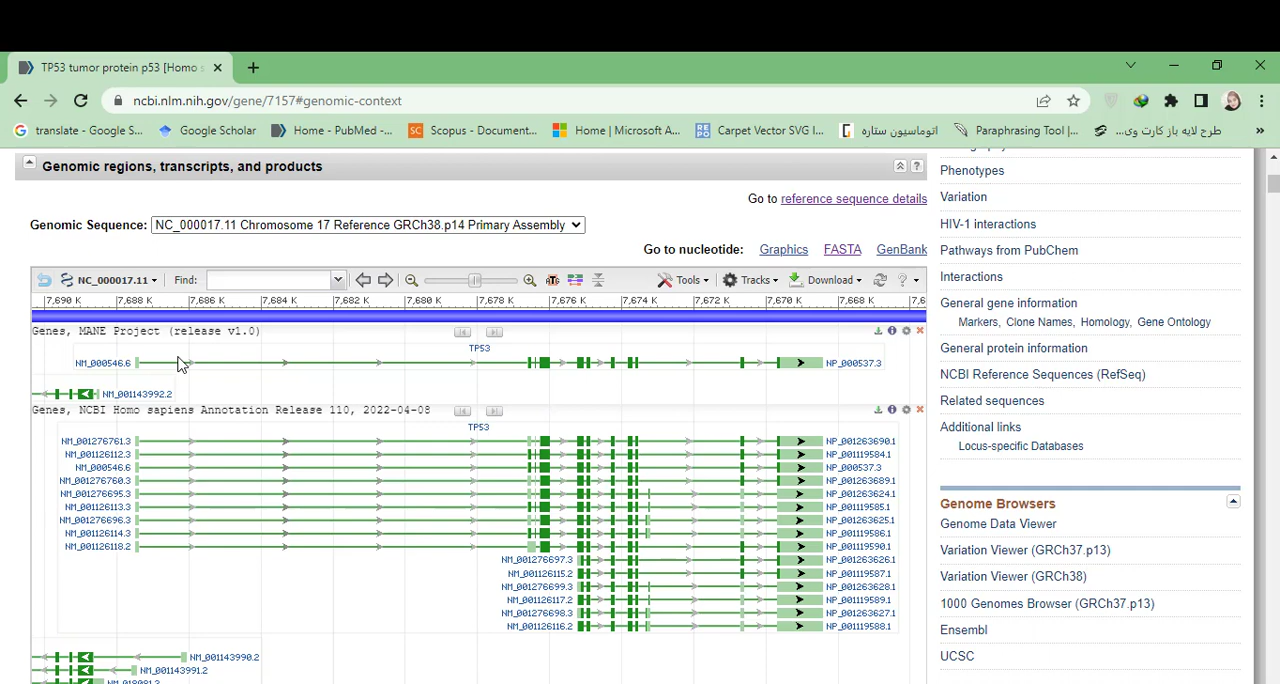 TP53 tumor protein p53 [Homo s
ncbi.nlm.nih.gov/gene/7157#genomic-context
translate - Google S... Google Scholar Home - PubMed -... SC Scopus - Document... Home | Microsoft A... REPO Carpet Vector SVG I... اتوماسیون ستاره Paraphrasing Tool |... طرح لایه باز کارت وی... »
Genomic regions, transcripts, and products
Go to reference sequence details
Genomic Sequence: NC_000017.11 Chromosome 17 Reference GRCh38.p14 Primary Assembly
Go to nucleotide: Graphics FASTA GenBank
NC_000017.11 Find: ATG Tools Tracks Download ?
7,690 K 7,688 K 7,686 K 7,684 K 7,682 K 7,680 K 7,678 K 7,676 K 7,674 K 7,672 K 7,670 K 7,668 K 7,6
Genes, MANE Project (release v1.0)
TP53
NM_000546.6 NP_000537.3
NM_001143992.2
Genes, NCBI Homo sapiens Annotation Release 110, 2022-04-08
TP53
NM_001276761.3 NP_001263690.1
NM_001126112.3 NP_001119584.1
NM_000546.6 NP_000537.3
NM_001276760.3 NP_001263689.1
NM_001276695.3 NP_001263624.1
NM_001126113.3 NP_001119585.1
NM_001276696.3 NP_001263625.1
NM_001126114.3 NP_001119586.1
NM_001126118.2 NP_001119590.1
NM_001276697.3 NP_001263626.1
NM_001126115.2 NP_001119587.1
NM_001276699.3 NP_001263628.1
NM_001126117.2 NP_001119589.1
NM_001276698.3 NP_001263627.1
NM_001126116.2 NP_001119588.1
NM_001143990.2
NM_001143991.2
Phenotypes
Variation
HIV-1 interactions
Pathways from PubChem
Interactions
General gene information
Markers, Clone Names, Homology, Gene Ontology
General protein information
NCBI Reference Sequences (RefSeq)
Related sequences
Additional links
Locus-specific Databases
Genome Browsers
Genome Data Viewer
Variation Viewer (GRCh37.p13)
Variation Viewer (GRCh38)
1000 Genomes Browser (GRCh37.p13)
Ensembl
UCSC